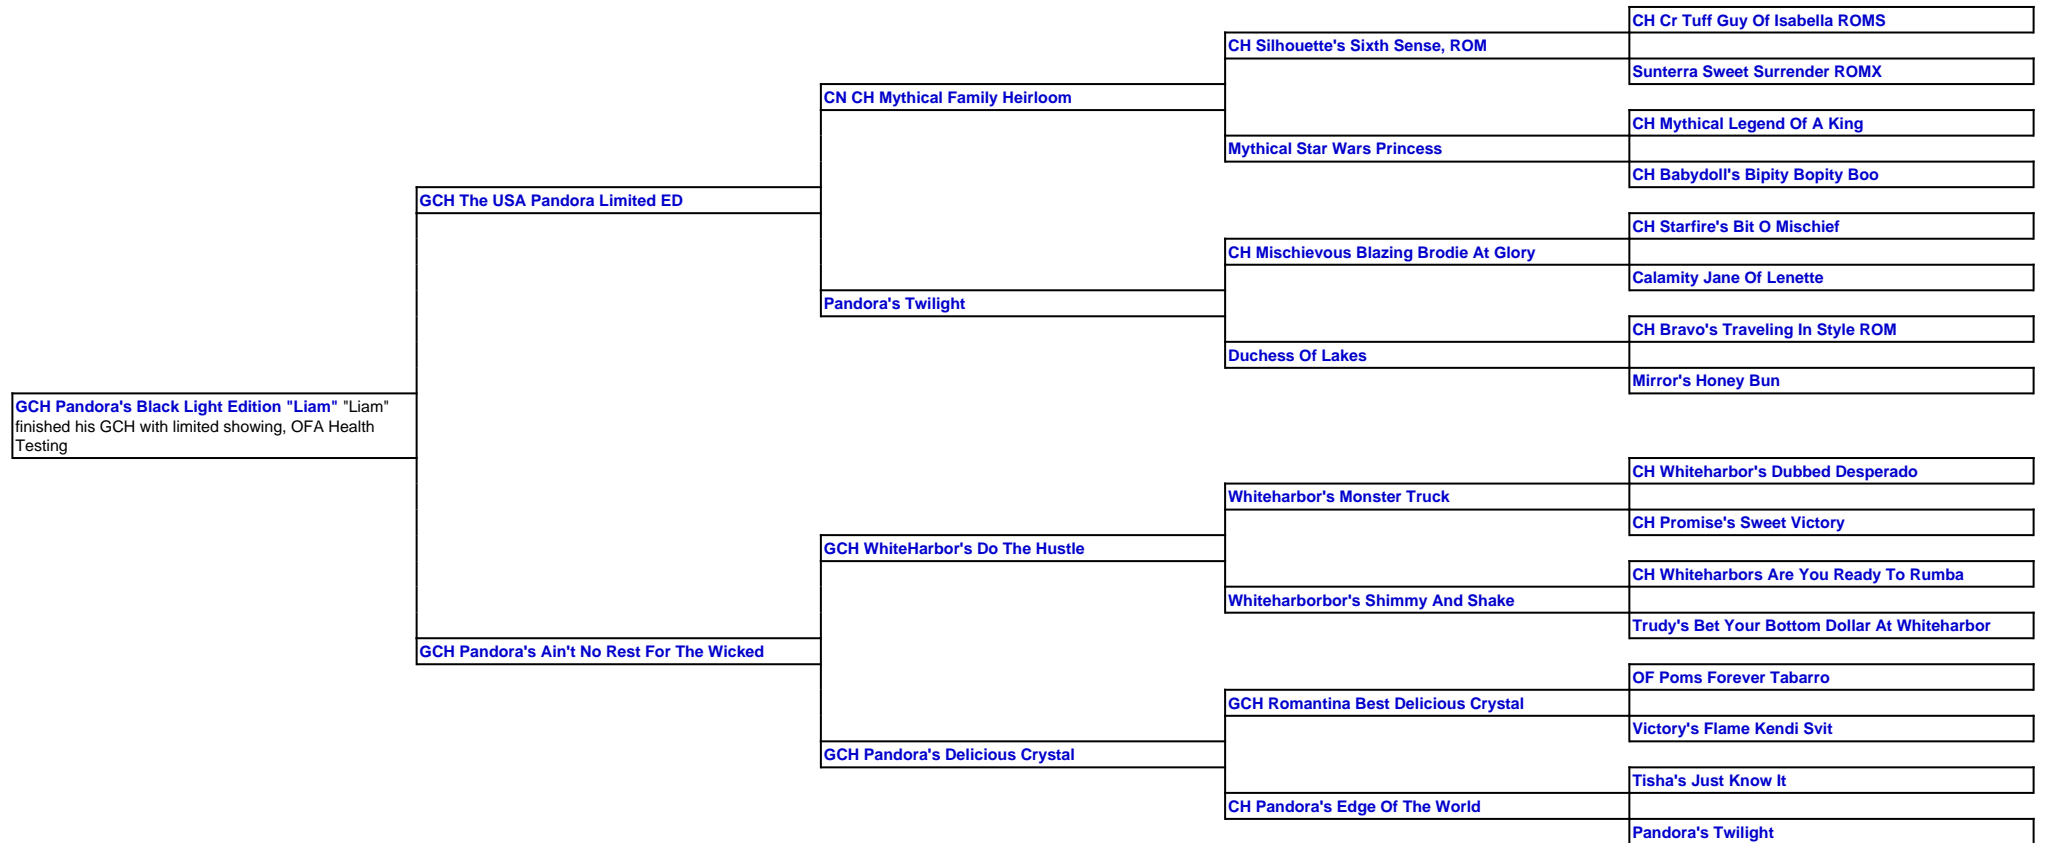 CH Cr Tuff Guy Of Isabella ROMS
CH Silhouette's Sixth Sense, ROM
Sunterra Sweet Surrender ROMX
CN CH Mythical Family Heirloom
CH Mythical Legend Of A King
Mythical Star Wars Princess
CH Babydoll's Bipity Bopity Boo
GCH The USA Pandora Limited ED
CH Starfire's Bit O Mischief
CH Mischievous Blazing Brodie At Glory
Calamity Jane Of Lenette
Pandora's Twilight
CH Bravo's Traveling In Style ROM
Duchess Of Lakes
Mirror's Honey Bun
GCH Pandora's Black Light Edition "Liam" "Liam"
finished his GCH with limited showing, OFA Health
Testing
CH Whiteharbor's Dubbed Desperado
Whiteharbor's Monster Truck
CH Promise's Sweet Victory
GCH WhiteHarbor's Do The Hustle
CH Whiteharbors Are You Ready To Rumba
Whiteharborbor's Shimmy And Shake
Trudy's Bet Your Bottom Dollar At Whiteharbor
GCH Pandora's Ain't No Rest For The Wicked
OF Poms Forever Tabarro
GCH Romantina Best Delicious Crystal
Victory's Flame Kendi Svit
GCH Pandora's Delicious Crystal
Tisha's Just Know It
CH Pandora's Edge Of The World
Pandora's Twilight